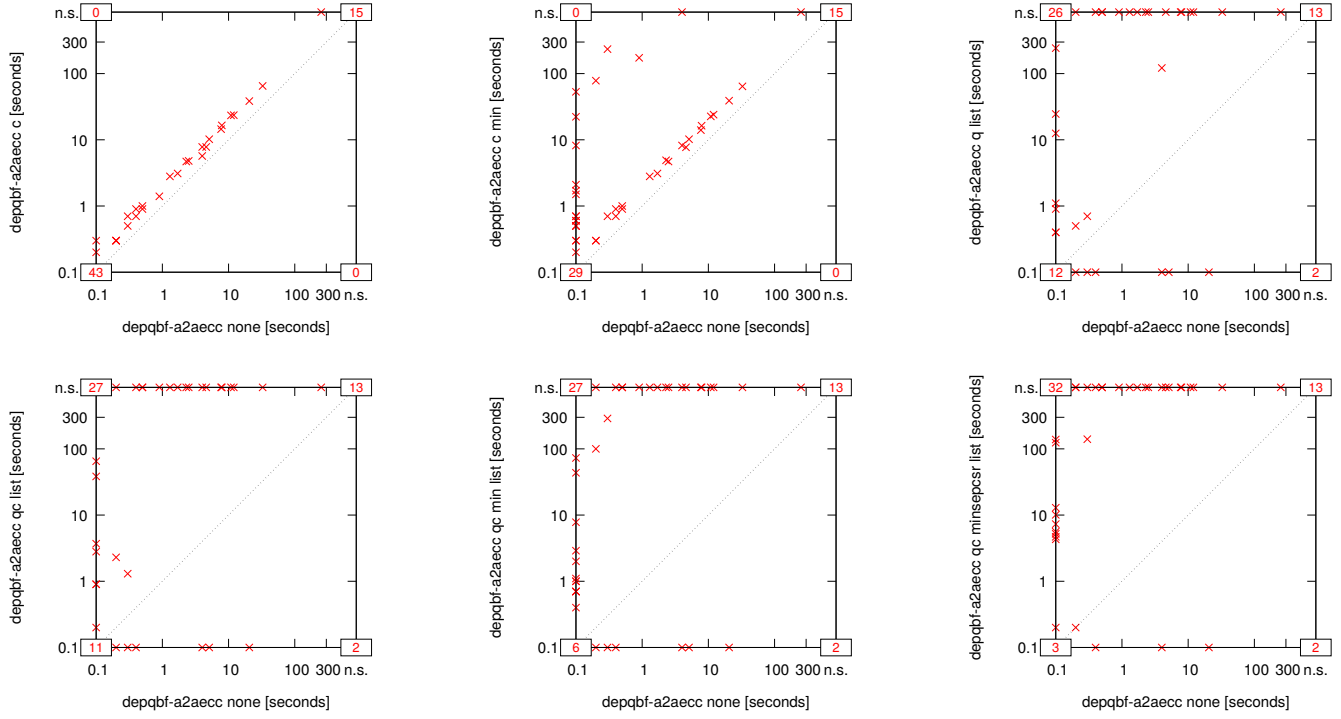 n.s. 0 15
300
100
10
1
0.1 43 0
0.1 1 10 100 300 n.s.
depqbf-a2aecc c [seconds]
depqbf-a2aecc none [seconds]
n.s. 0 15
300
100
10
1
0.1 29 0
0.1 1 10 100 300 n.s.
depqbf-a2aecc c min [seconds]
depqbf-a2aecc none [seconds]
n.s. 26 13
300
100
10
1
0.1 12 2
0.1 1 10 100 300 n.s.
depqbf-a2aecc q list [seconds]
depqbf-a2aecc none [seconds]
n.s. 27 13
300
100
10
1
0.1 11 2
0.1 1 10 100 300 n.s.
depqbf-a2aecc qc list [seconds]
depqbf-a2aecc none [seconds]
n.s. 27 13
300
100
10
1
0.1 6 2
0.1 1 10 100 300 n.s.
depqbf-a2aecc qc min list [seconds]
depqbf-a2aecc none [seconds]
n.s. 32 13
300
100
10
1
0.1 3 2
0.1 1 10 100 300 n.s.
depqbf-a2aecc qc minsepcsr list [seconds]
depqbf-a2aecc none [seconds]